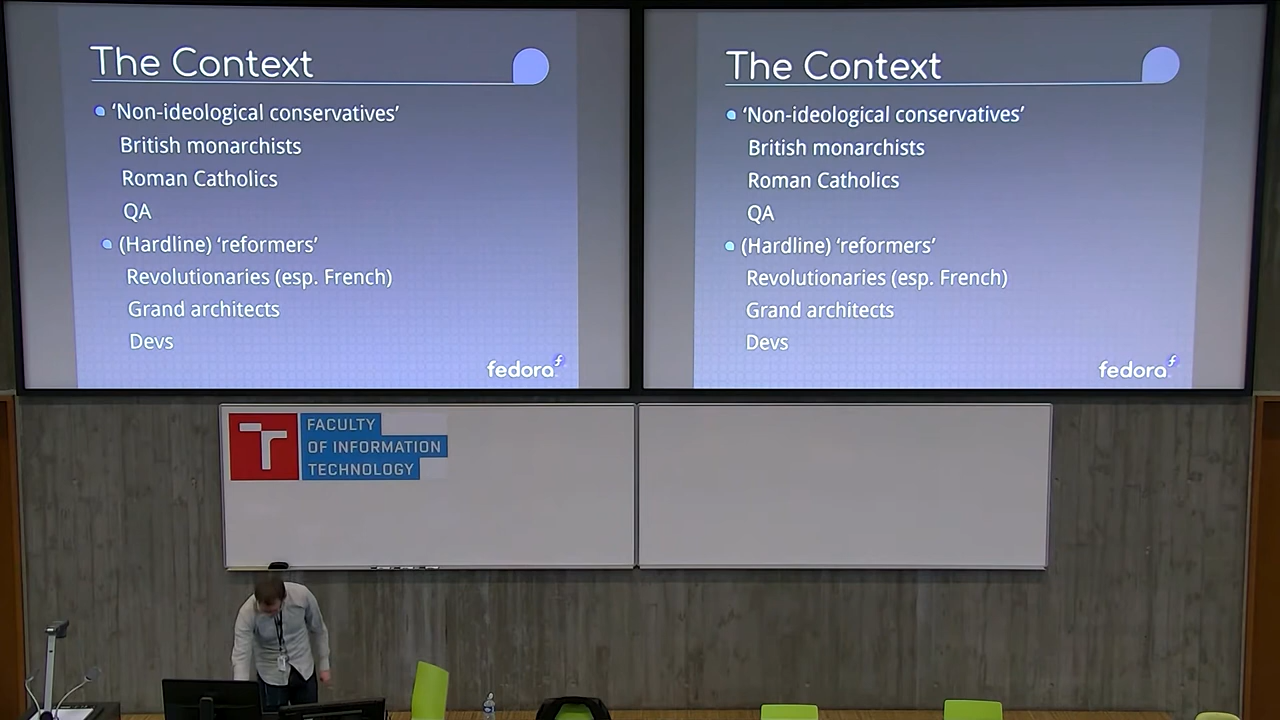 The Context
‘Non-ideological conservatives’
British monarchists
Roman Catholics
QA
(Hardline) ‘reformers’
Revolutionaries (esp. French)
Grand architects
Devs
fedora
The Context
‘Non-ideological conservatives’
British monarchists
Roman Catholics
QA
(Hardline) ‘reformers’
Revolutionaries (esp. French)
Grand architects
Devs
fedora
FACULTY
OF INFORMATION
TECHNOLOGY